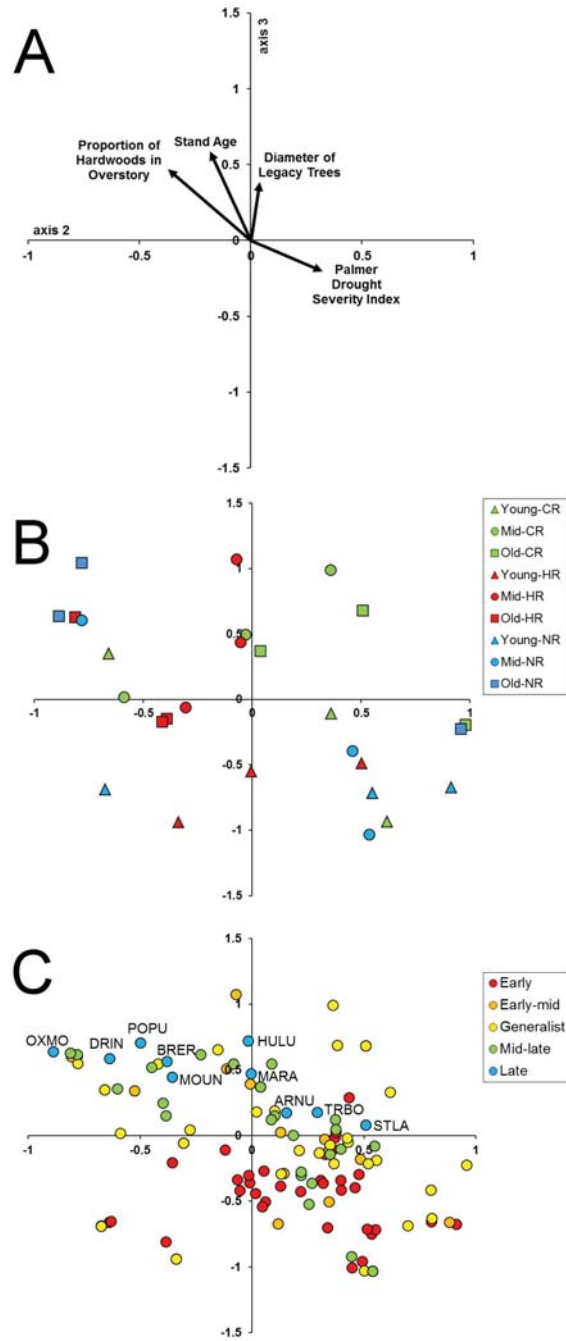 A
axis 3
1.5
1
Proportion of
Hardwoods in
Overstory
Stand Age
0.5
Diameter of
Legacy Trees
axis 2
0
-1
-0.5
0
0.5
1
Palmer
Drought
Severity Index
-0.5
-1
-1.5
B
1.5
1
0.5
0
-1
-0.5
0
0.5
1
-0.5
-1
-1.5
Young-CR
Mid-CR
Old-CR
Young-HR
Mid-HR
Old-HR
Young-NR
Mid-NR
Old-NR
C
1.5
1
OXMO
DRIN
POPU
BRER
MOUN
HULU
0.5
MARA
ARNU
TRBO
STLA
0
-1
-0.5
0
0.5
1
-0.5
-1
-1.5
Early
Early-mid
Generalist
Mid-late
Late